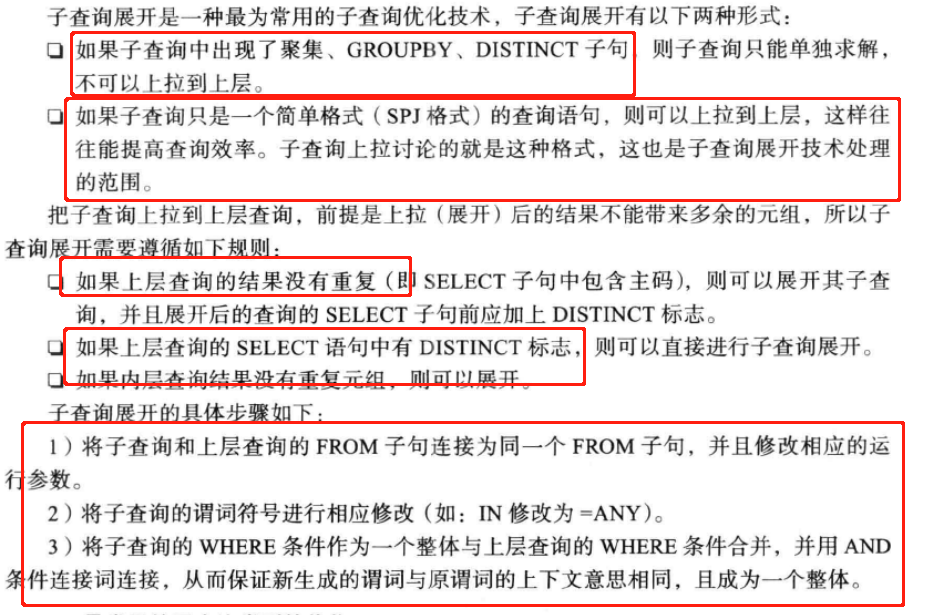 子查询展开是一种最为常用的子查询优化技术，子查询展开有以下两种形式：
❏ 如果子查询中出现了聚集、GROUPBY、DISTINCT 子句，则子查询只能单独求解，
不可以上拉到上层。
❏ 如果子查询只是一个简单格式（SPJ 格式）的查询语句，则可以上拉到上层，这样往
往能提高查询效率。子查询上拉讨论的就是这种格式，这也是子查询展开技术处理
的范围。
把子查询上拉到上层查询，前提是上拉（展开）后的结果不能带来多余的元组，所以子
查询展开需要遵循如下规则：
❏ 如果上层查询的结果没有重复（即 SELECT 子句中包含主码），则可以展开其子查
询，并且展开后的查询的 SELECT 子句前应加上 DISTINCT 标志。
❏ 如果上层查询的 SELECT 语句中有 DISTINCT 标志，则可以直接进行子查询展开。
❏ 如果内层查询结果没有重复元组，则可以展开。
子查询展开的具体步骤如下：
1）将子查询和上层查询的 FROM 子句连接为同一个 FROM 子句，并且修改相应的运
行参数。
2）将子查询的谓词符号进行相应修改（如：IN 修改为 =ANY）。
3）将子查询的 WHERE 条件作为一个整体与上层查询的 WHERE 条件合并，并用 AND
条件连接词连接，从而保证新生成的谓词与原谓词的上下文意思相同，且成为一个整体。